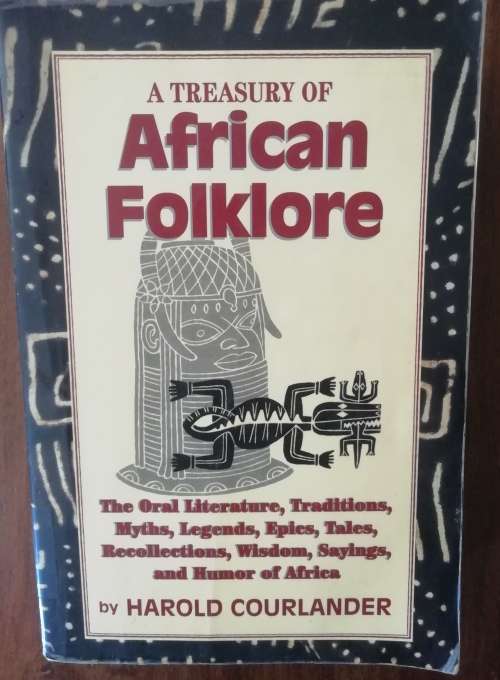 A TREASURY OF
African
Folklore
The Oral Literature, Traditions,
Myths, Legends, Epics, Tales,
Recollections, Wisdom, Sayings,
and Humor of Africa
by HAROLD COURLANDER